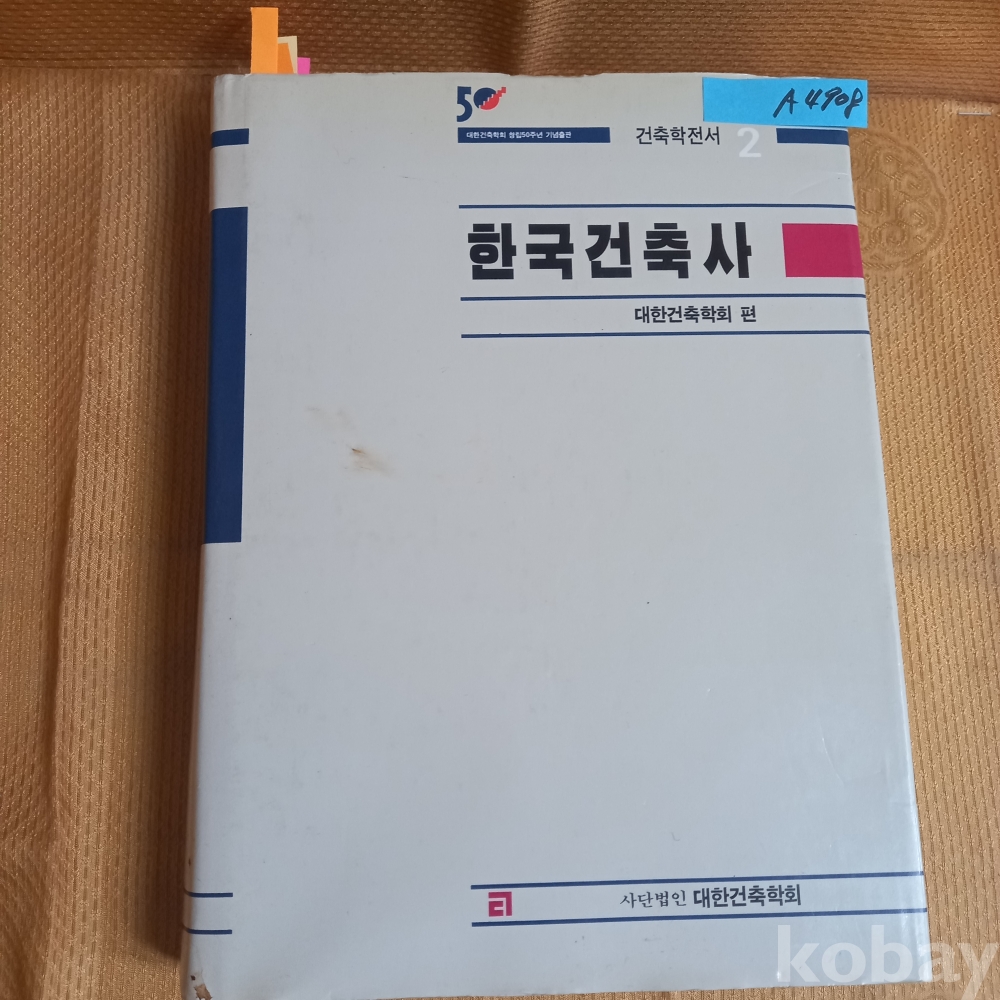 A4908
50
대한건축학회 창립50주년 기념출판
건축학전서 2
한국건축사
대한건축학회 편
사단법인 대한건축학회
kobay